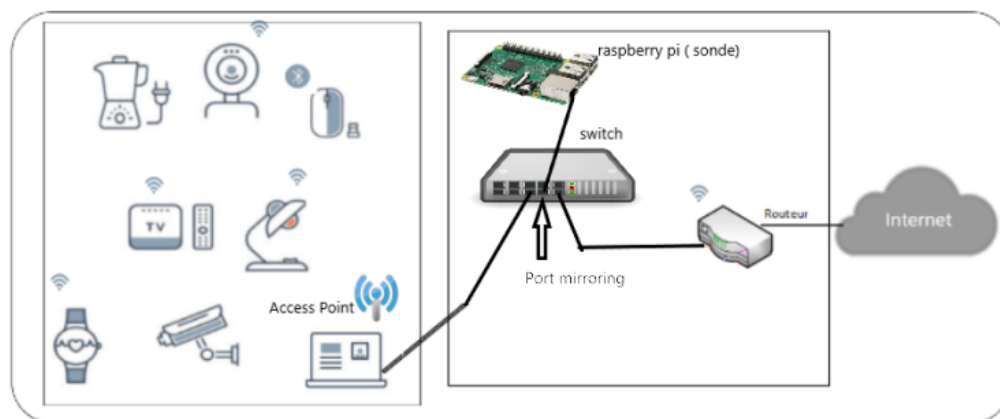 raspberry pi ( sonde)
switch
TV
Routeur
Internet
Port mirroring
Access Point